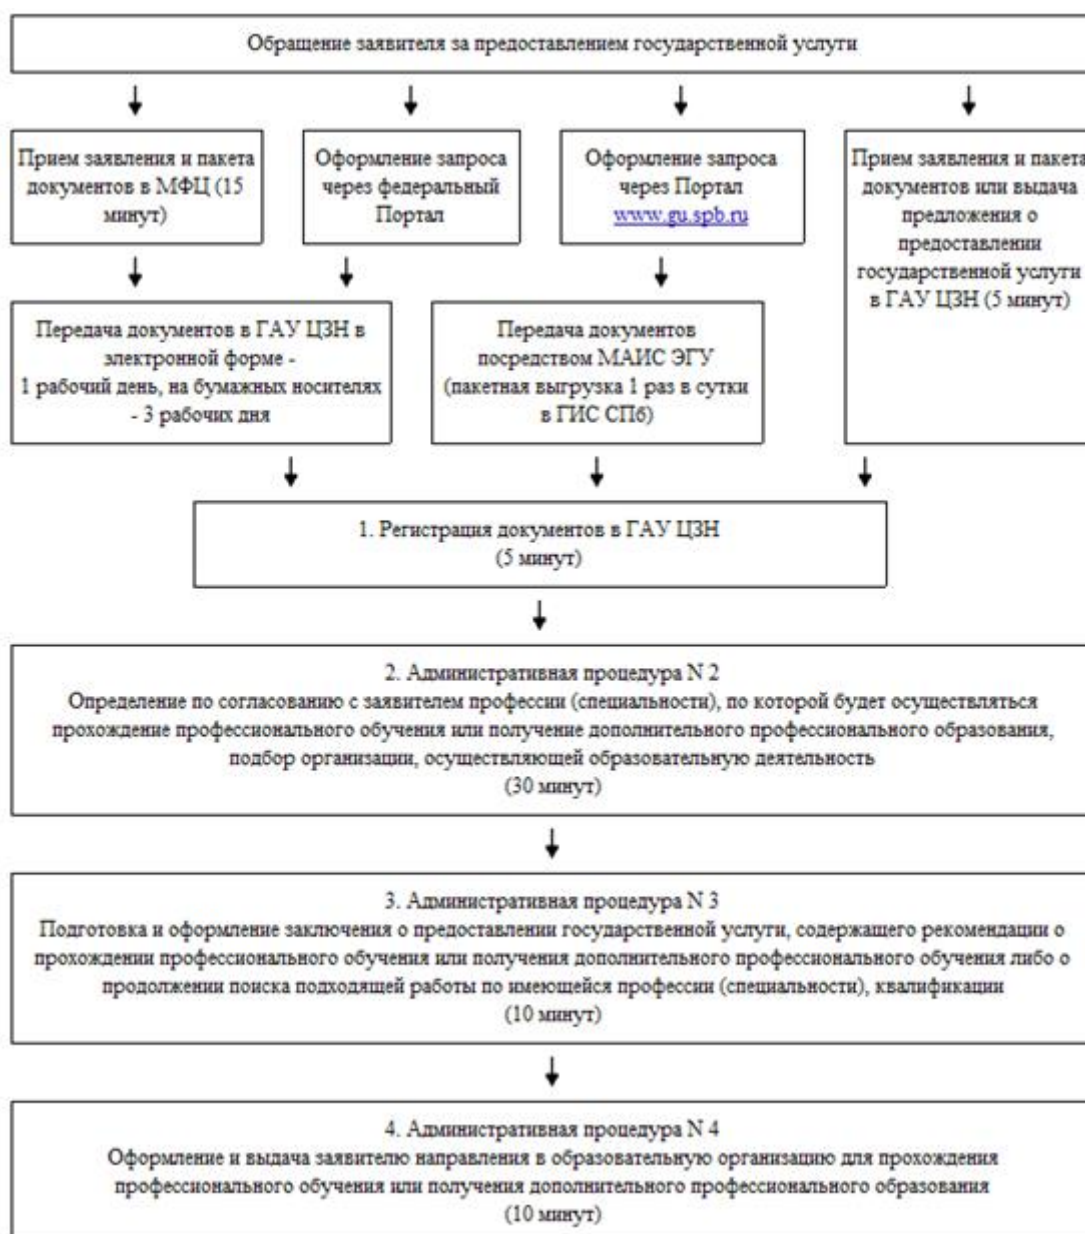 Обращение заявителя за предоставлением государственной услуги
Прием заявления и пакета
документов в МФЦ (15
минут)
Оформление запроса
через федеральный
Портал
Оформление запроса
через Портал
www.gu.spb.ru
Прием заявления и пакета
документов или выдача
предложения о
предоставлении
государственной услуги
в ГАУ ЦЗН (5 минут)
Передача документов в ГАУ ЦЗН в
электронной форме -
1 рабочий день, на бумажных носителях
- 3 рабочих дня
Передача документов
посредством МАИС ЭГУ
(пакетная выгрузка 1 раз в сутки
в ГИС СПб)
1. Регистрация документов в ГАУ ЦЗН
(5 минут)
2. Административная процедура N 2
Определение по согласованию с заявителем профессии (специальности), по которой будет осуществляться
прохождение профессионального обучения или получение дополнительного профессионального образования,
подбор организации, осуществляющей образовательную деятельность
(30 минут)
3. Административная процедура N 3
Подготовка и оформление заключения о предоставлении государственной услуги, содержащего рекомендации о
прохождении профессионального обучения или получения дополнительного профессионального обучения либо о
продолжении поиска подходящей работы по имеющейся профессии (специальности), квалификации
(10 минут)
4. Административная процедура N 4
Оформление и выдача заявителю направления в образовательную организацию для прохождения
профессионального обучения или получения дополнительного профессионального образования
(10 минут)